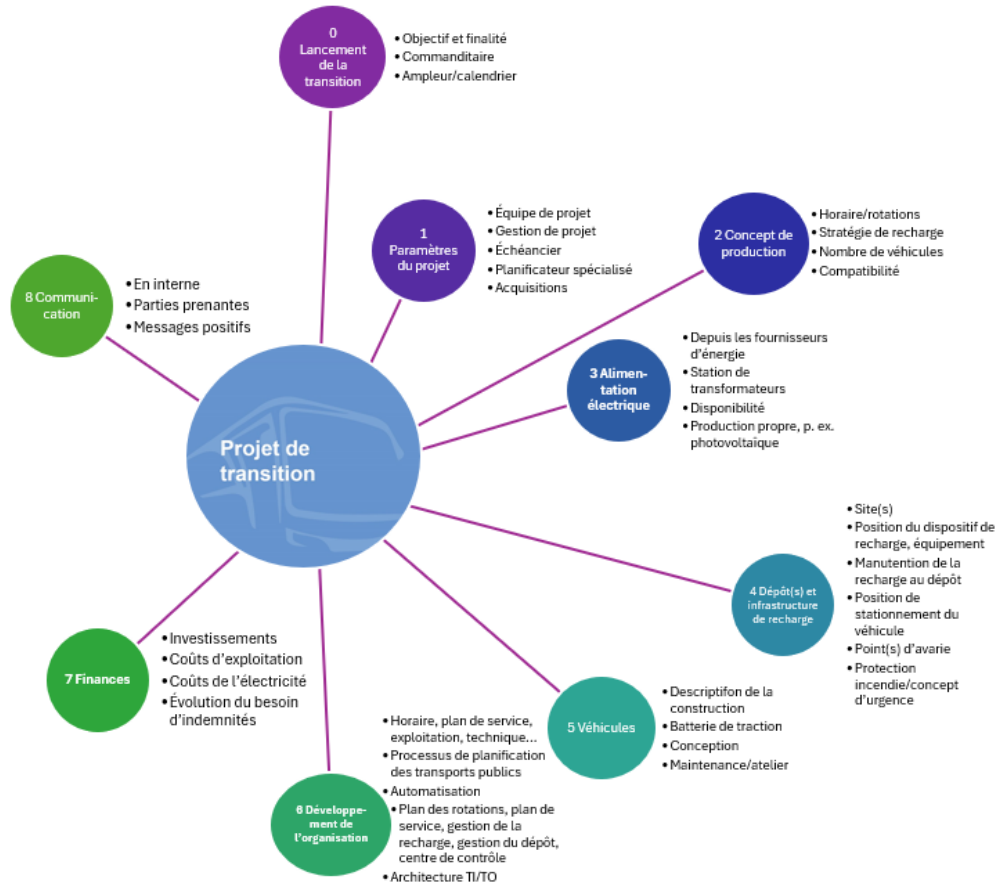 0
Lancement
de la
transition
• Objectif et finalité
• Commanditaire
• Ampleur/calendrier
1
Paramètres
du projet
• Équipe de projet
• Gestion de projet
• Échéancier
• Planificateur spécialisé
• Acquisitions
2 Concept de
production
• Horaire/rotations
• Stratégie de recharge
• Nombre de véhicules
• Compatibilité
8 Communi-
cation
• En interne
• Parties prenantes
• Messages positifs
3 Alimen-
tation
électrique
• Depuis les fournisseurs
d'énergie
• Station de
transformateurs
• Disponibilité
• Production propre, p. ex.
photovoltaïque
Projet de
transition
4 Dépôt(s) et
infrastructure
de recharge
• Site(s)
• Position du dispositif de
recharge, équipement
• Manutention de la
recharge au dépôt
• Position de
stationnement du
véhicule
• Point(s) d'avarie
• Protection
incendie/concept
d'urgence
7 Finances
• Investissements
• Coûts d'exploitation
• Coûts de l'électricité
• Évolution du besoin
d'indemnités
5 Véhicules
• Descriptifon de la
construction
• Batterie de traction
• Conception
• Maintenance/atelier
6 Développe-
ment de
l'organisation
• Horaire, plan de service,
exploitation, technique...
• Processus de planification
des transports publics
• Automatisation
• Plan des rotations, plan de
service, gestion de la
recharge, gestion du dépôt,
centre de contrôle
• Architecture TI/TO